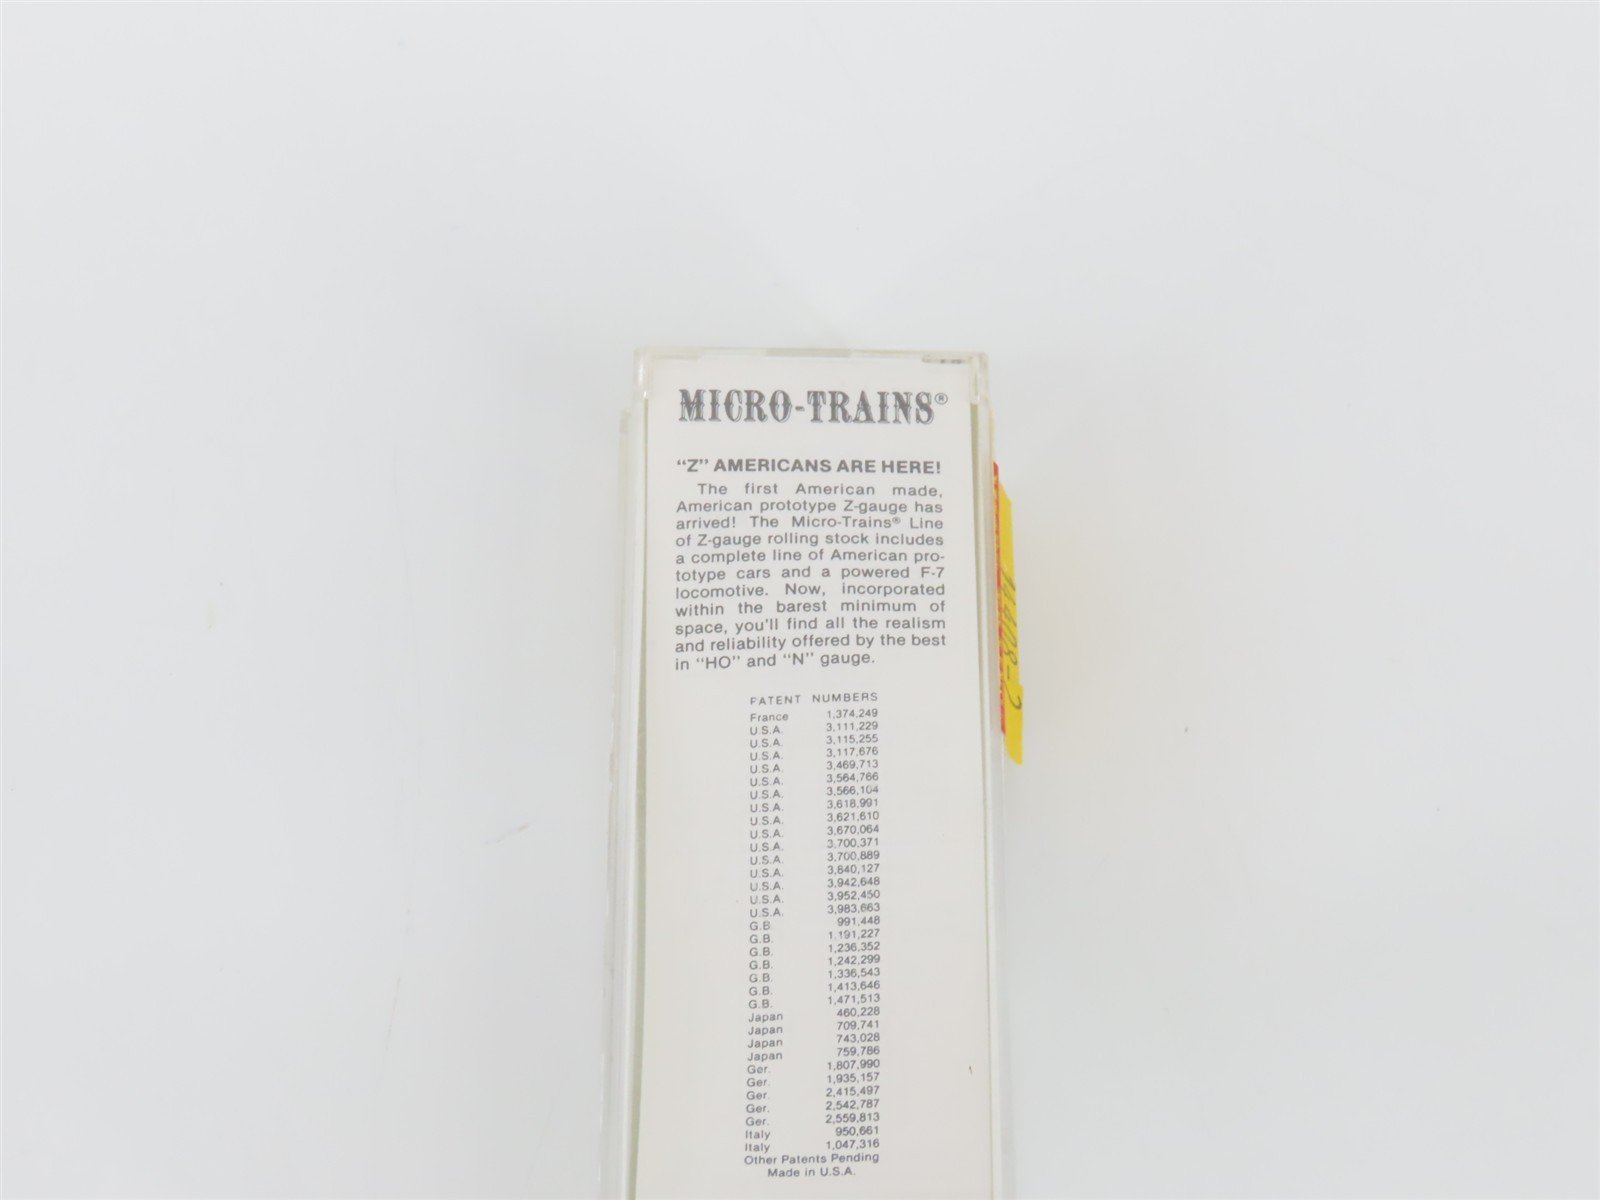 MICRO-TRAINS®
“Z” AMERICANS ARE HERE!
The first American made,
American prototype Z-gauge has
arrived! The Micro-Trains® Line
of Z-gauge rolling stock includes
a complete line of American pro-
totype cars and a powered F-7
locomotive. Now, incorporated
within the barest minimum of
space, you'll find all the realism
and reliability offered by the best
in “HO” and “N” gauge.
PATENT NUMBERS
France 1,374,249
U.S.A. 3,111,229
U.S.A. 3,115,255
U.S.A. 3,117,676
U.S.A. 3,469,713
U.S.A. 3,564,766
U.S.A. 3,566,104
U.S.A. 3,618,991
U.S.A. 3,621,610
U.S.A. 3,670,064
U.S.A. 3,700,371
U.S.A. 3,700,889
U.S.A. 3,840,127
U.S.A. 3,942,648
U.S.A. 3,952,450
U.S.A. 3,983,663
G.B. 991,448
G.B. 1,191,227
G.B. 1,236,352
G.B. 1,242,299
G.B. 1,336,543
G.B. 1,413,646
G.B. 1,471,513
Japan 460,228
Japan 709,741
Japan 743,028
Japan 759,786
Ger. 1,807,990
Ger. 1,935,157
Ger. 2,415,497
Ger. 2,542,787
Ger. 2,559,813
Italy 950,661
Italy 1,047,316
Other Patents Pending
Made in U.S.A.